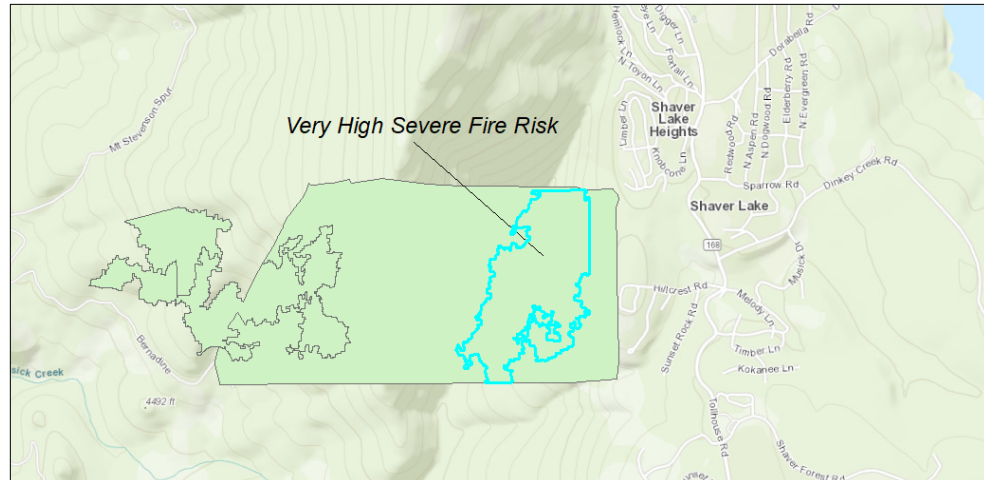 Hemlock Ln
N Toyon Ln
Digger Ln
Foxtail Ln
Dorabella Rd
Elderberry Rd
N Evergreen Rd
N Dogwood Rd
N Aspen Rd
Redwood Rd
Limber Ln
Knobcone Ln
Shaver
Lake
Heights
Mt Stevenson Spur
Very High Severe Fire Risk
Sparrow Rd
Dinkey Creek Rd
Shaver Lake
168
Musick Ln
Hillcrest Rd
Melody Ln
Sunset Rock Rd
Timber Ln
Kokanee Ln
Bernadine
sick Creek
4492 ft
Tollhouse Rd
Shaver Forest Rd